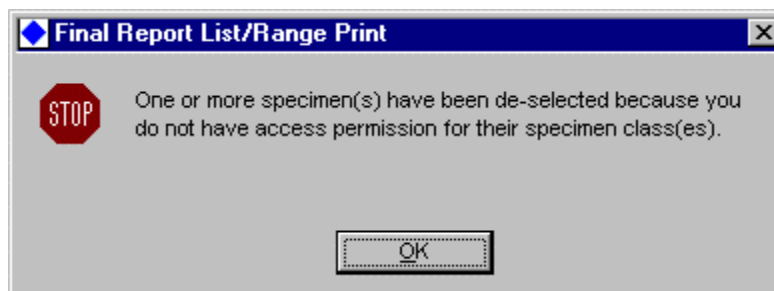 Final Report List/Range Print
STOP
One or more specimen(s) have been de-selected because you
do not have access permission for their specimen class(es).
OK